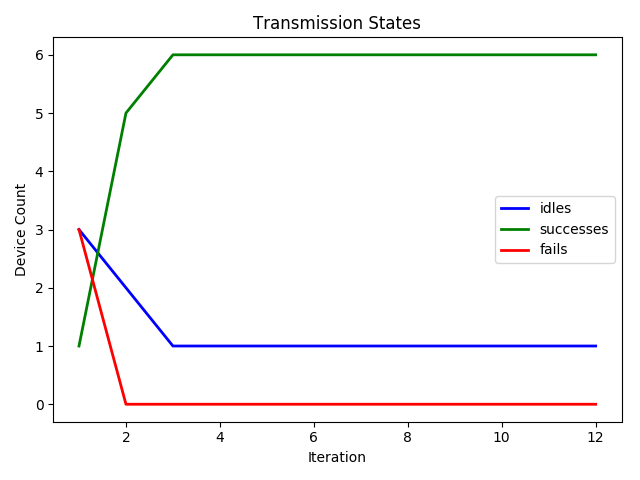 Transmission States
Device Count
6
5
4
3
2
1
0
idles
successes
fails
2 4 6 8 10 12
Iteration